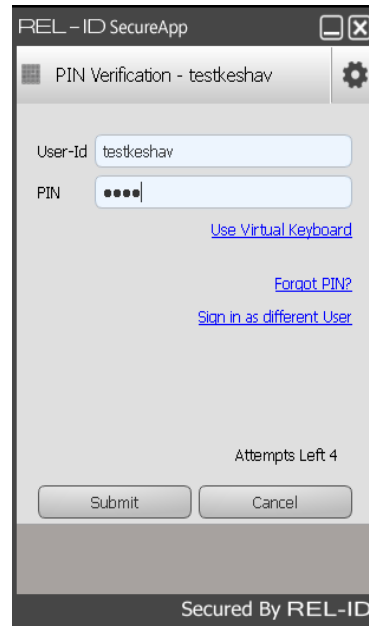 REL-ID SecureApp
PIN Verification - testkeshav
User-Id testkeshav
PIN ••••
Use Virtual Keyboard
Forgot PIN?
Sign in as different User
Attempts Left 4
Submit Cancel
Secured By REL-ID